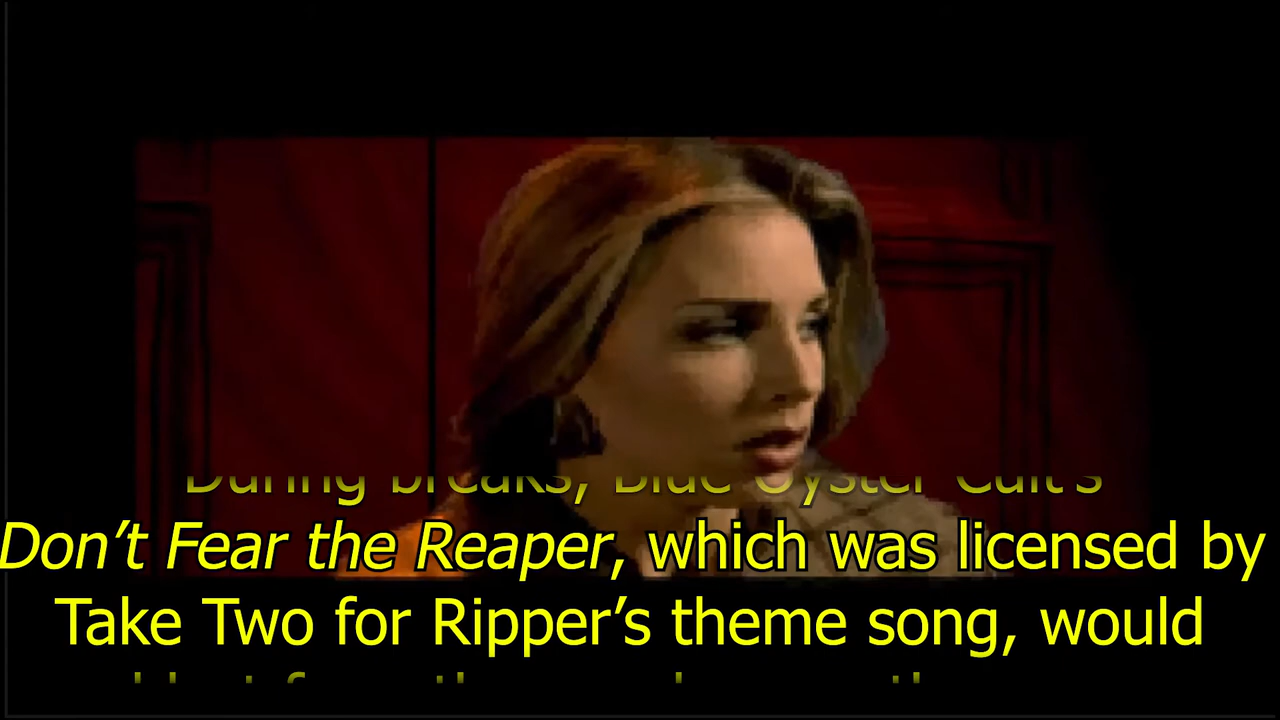 During breaks, Blue Oyster Cult's
Don't Fear the Reaper, which was licensed by
Take Two for Ripper's theme song, would